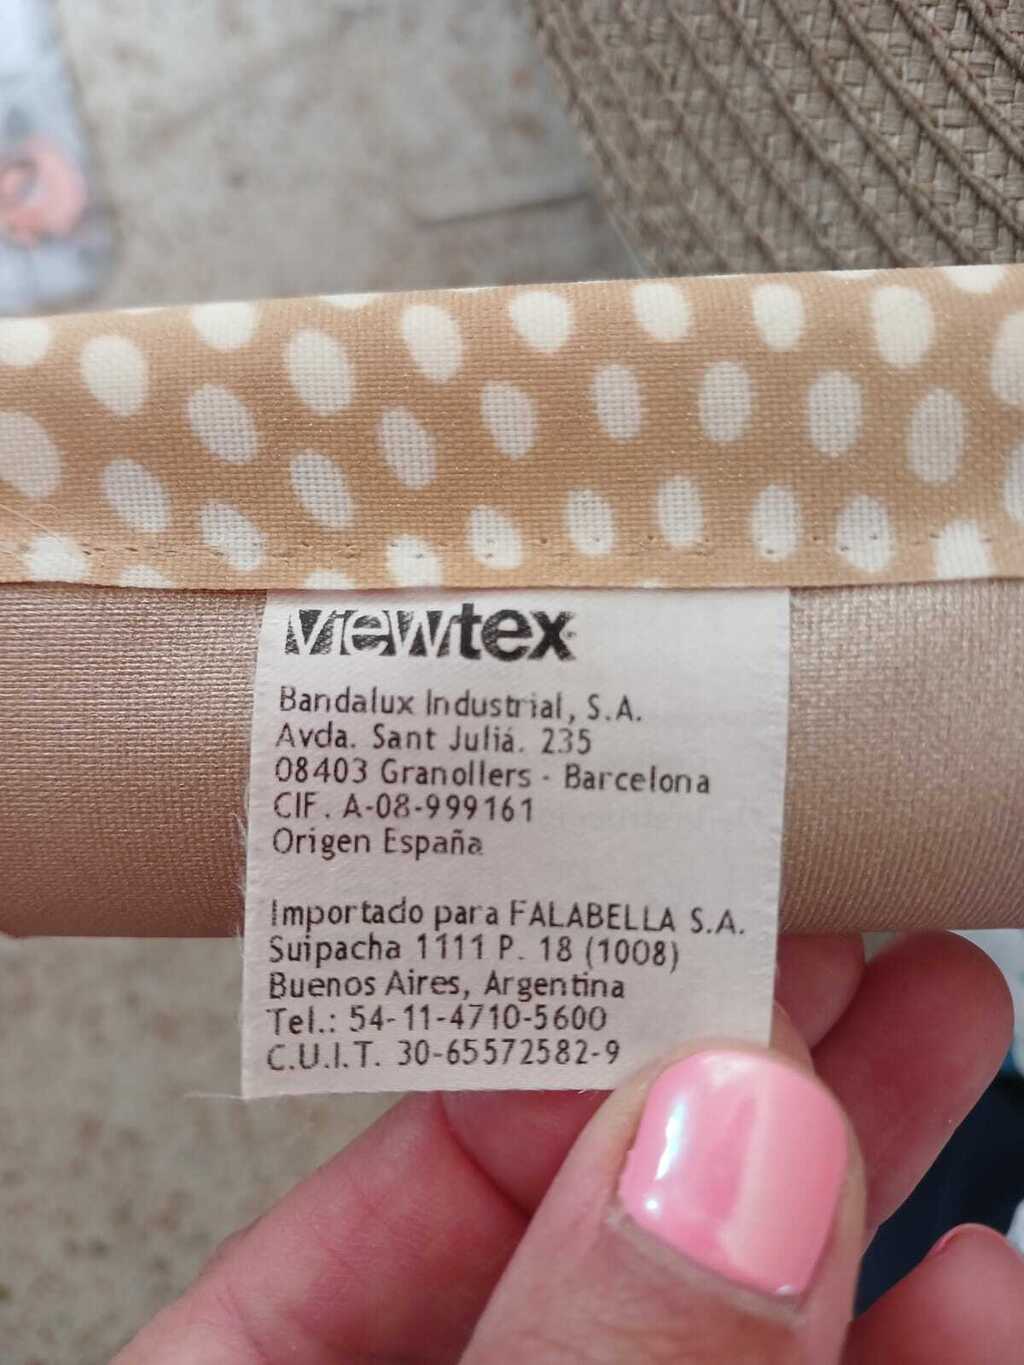 viewtex
Bandalux Industrial, S.A.
Avda. Sant Juliá. 235
08403 Granollers - Barcelona
CIF. A-08-999161
Origen España
Importado para FALABELLA S.A.
Suipacha 1111 P. 18 (1008)
Buenos Aires, Argentina
Tel.: 54-11-4710-5600
C.U.I.T. 30-65572582-9